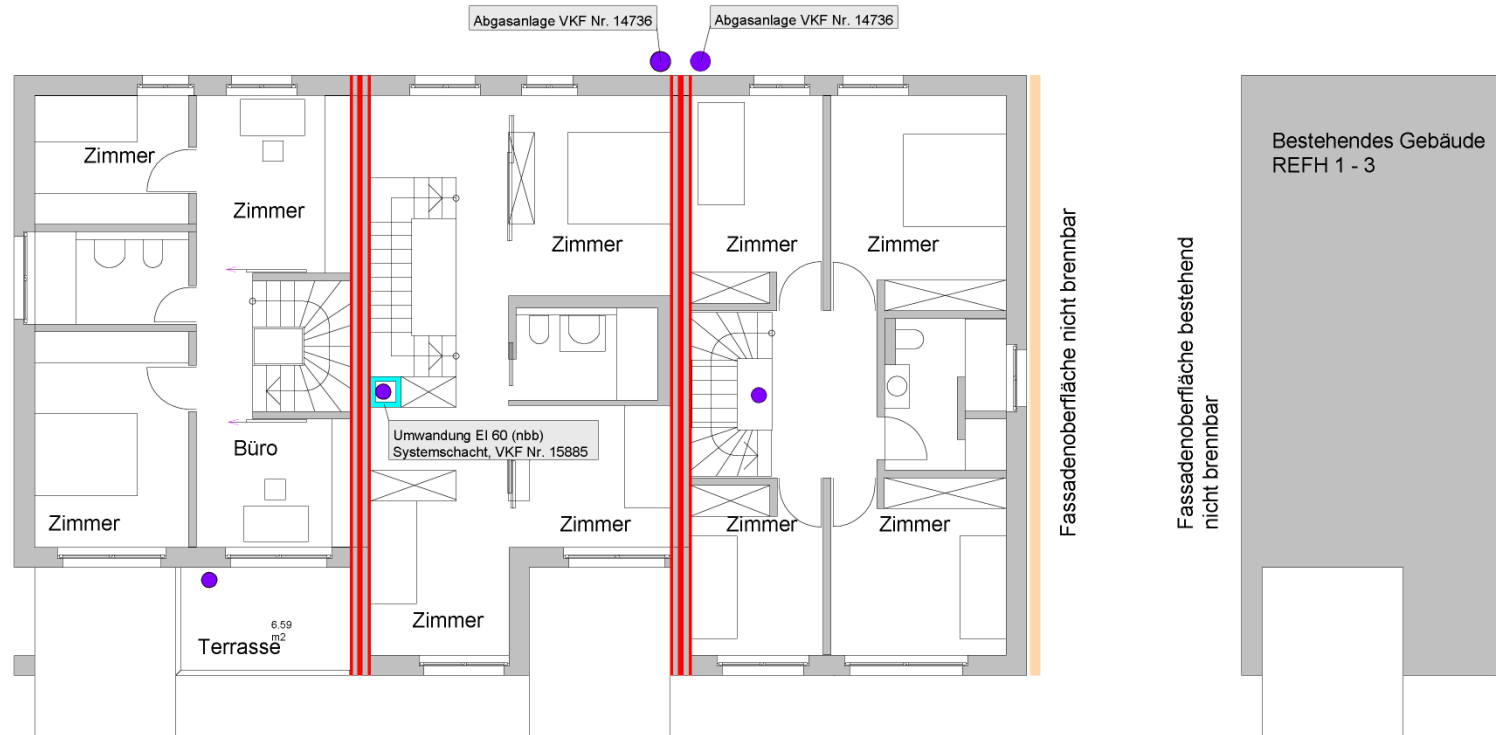 Abgasanlage VKF Nr. 14736
Abgasanlage VKF Nr. 14736
Zimmer
Zimmer
Zimmer
Zimmer
Zimmer
Bestehendes Gebäude
REFH 1 - 3
Fassadenoberfläche nicht brennbar
Fassadenoberfläche bestehend
nicht brennbar
Umwandung EI 60 (nbb)
Systemschacht, VKF Nr. 15885
Büro
Zimmer
Zimmer
Zimmer
Zimmer
Zimmer
Terrasse
6.59
m2